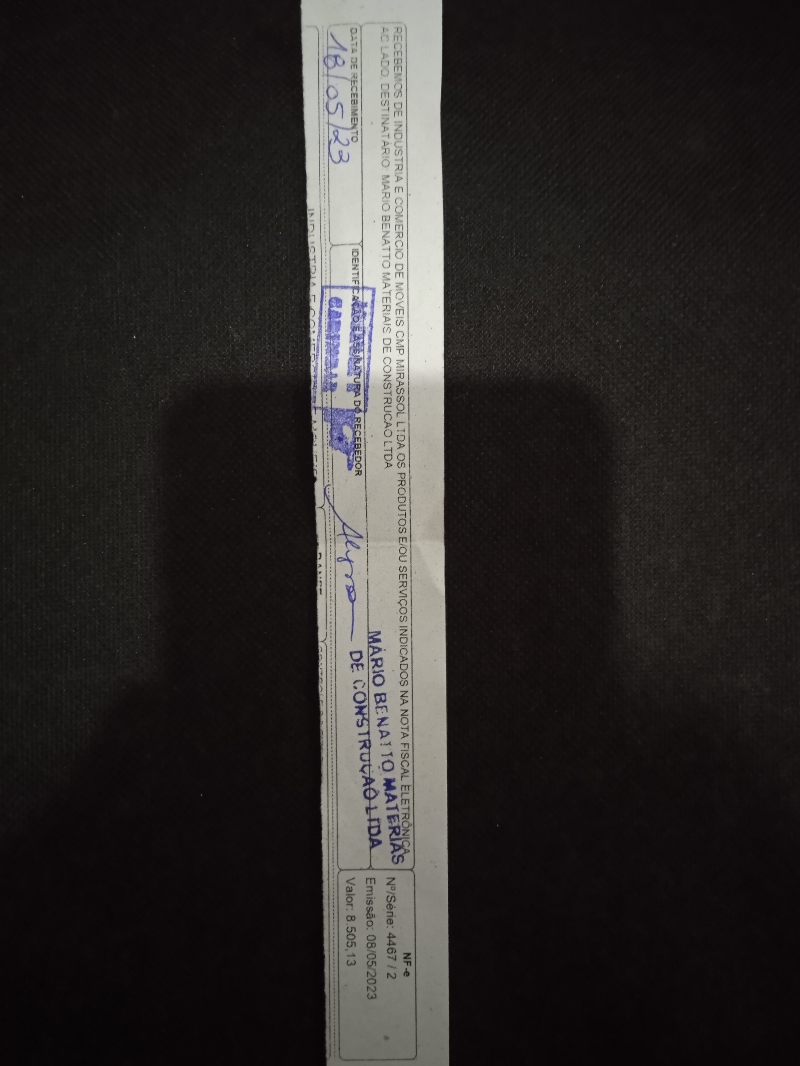 RECEBEMOS DE INDUSTRIA E COMERCIO DE MOVEIS CMP MIRASSOL LTDA OS PRODUTOS E/OU SERVIÇOS INDICADOS NA NOTA FISCAL ELETRÔNICA
AO LADO. DESTINATÁRIO: MARIO BENATTO MATERIAIS DE CONSTRUCAO LTDA
DATA DE RECEBIMENTO
18/05/23
IDENTIFICAÇÃO E ASSINATURA DO RECEBEDOR
MÁRIO BENATTO MATERIAS
DE CONSTRUÇÃO LTDA
NF-e
Nº/Série: 4467 / 2
Emissão: 08/05/2023
Valor: 8.505,13